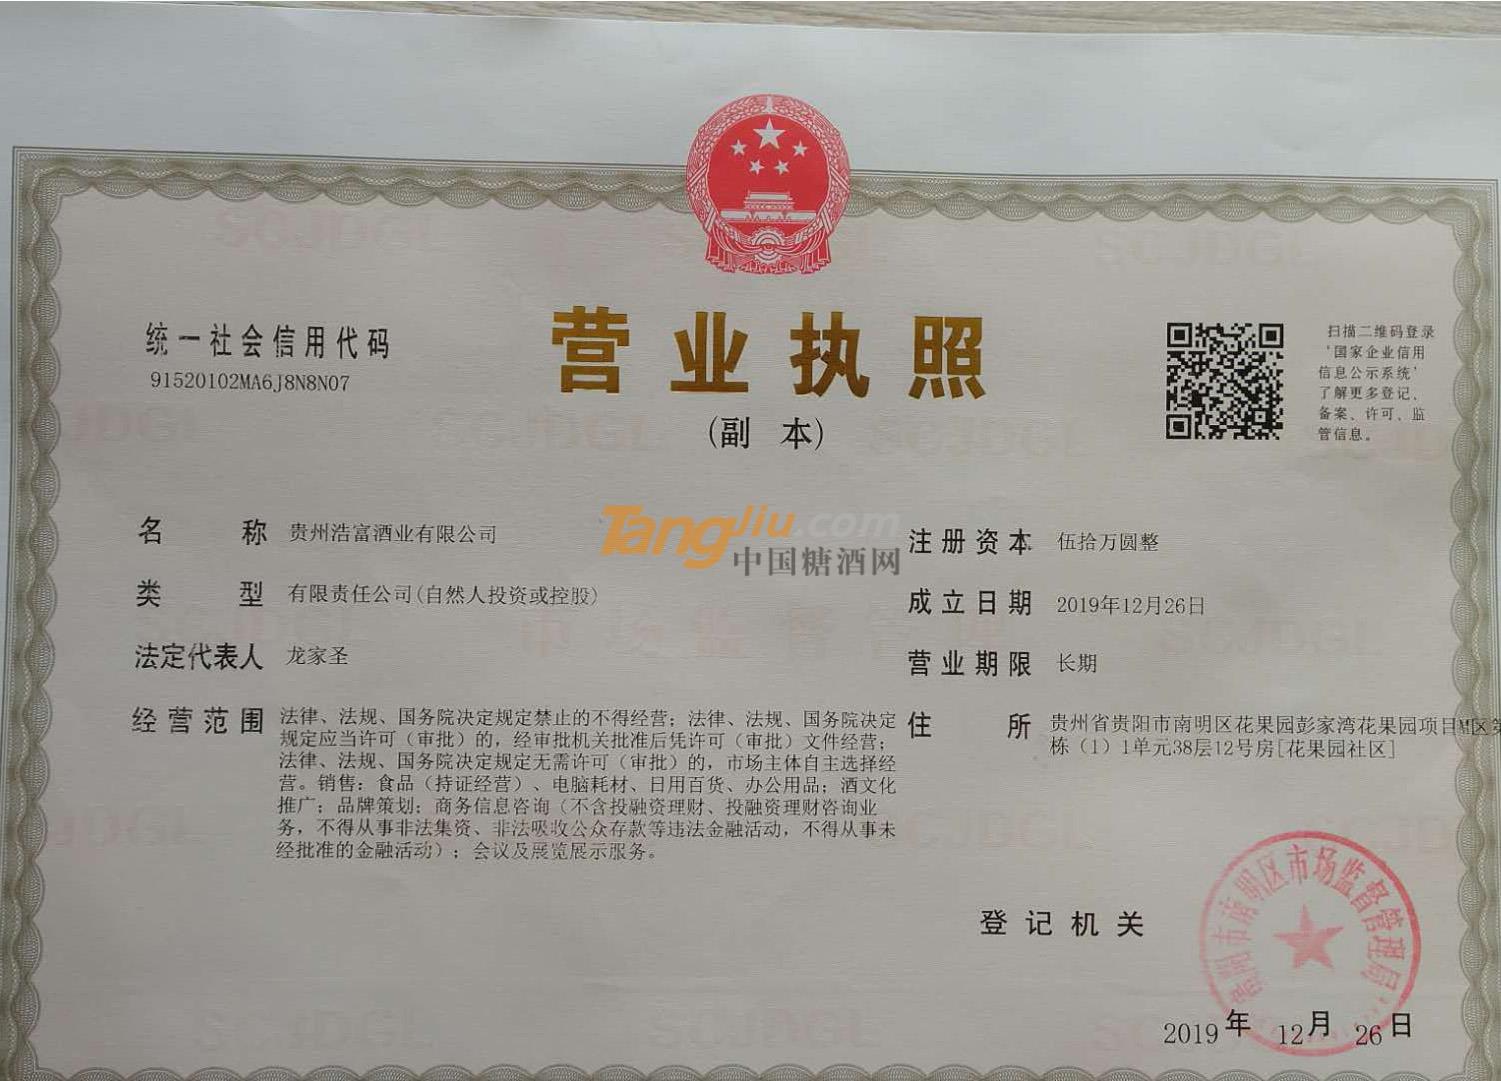 营业执照
(副 本)
统一社会信用代码
91520102MA6J8N8N07
扫描二维码登录
‘国家企业信用
信息公示系统’
了解更多登记、
备案、许可、监
管信息。
TangJiu.com
中国糖酒网
名 称 贵州浩富酒业有限公司
类 型 有限责任公司(自然人投资或控股)
法定代表人 龙家圣
经营范围 法律、法规、国务院决定规定禁止的不得经营；法律、法规、国务院决定
规定应当许可（审批）的，经审批机关批准后凭许可（审批）文件经营；
法律、法规、国务院决定规定无需许可（审批）的，市场主体自主选择经
营。销售：食品（持证经营）、电脑耗材、日用百货、办公用品；酒文化
推广；品牌策划；商务信息咨询（不含投融资理财、投融资理财咨询业
务，不得从事非法集资、非法吸收公众存款等违法金融活动，不得从事未
经批准的金融活动）；会议及展览展示服务。
注册资本 伍拾万圆整
成立日期 2019年12月26日
营业期限 长期
住 所 贵州省贵阳市南明区花果园彭家湾花果园项目M区第
栋（1）1单元38层12号房[花果园社区]
登记机关
贵阳市南明区市场监督管理局
2019 年 12 月 26 日
SCJDGL
市场监督管理